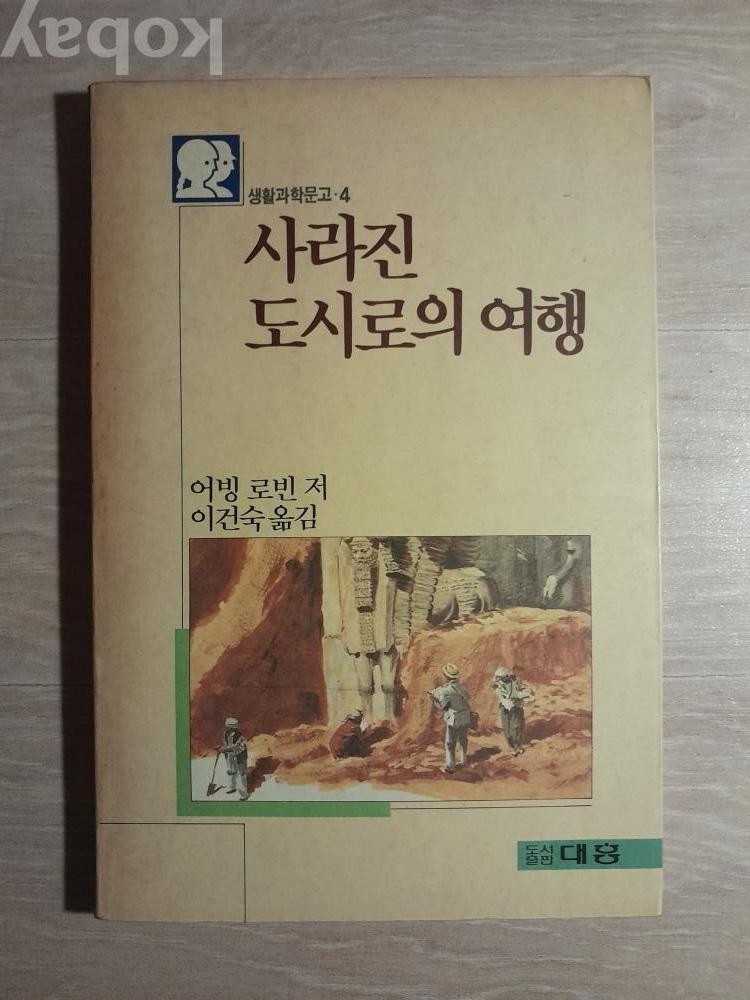 kobay
생활과학문고·4
사라진
도시로의 여행
어빙 로빈 저
이건숙 옮김
도서
출판 대흥